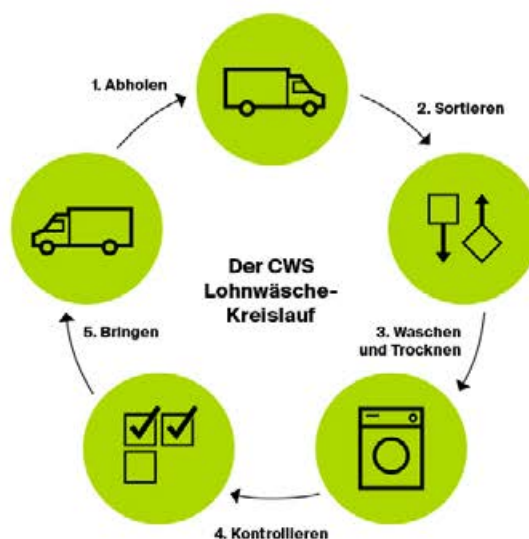 1. Abholen
2. Sortieren
Der CWS
Lohnwäsche-
Kreislauf
3. Waschen
und Trocknen
5. Bringen
4. Kontrollieren